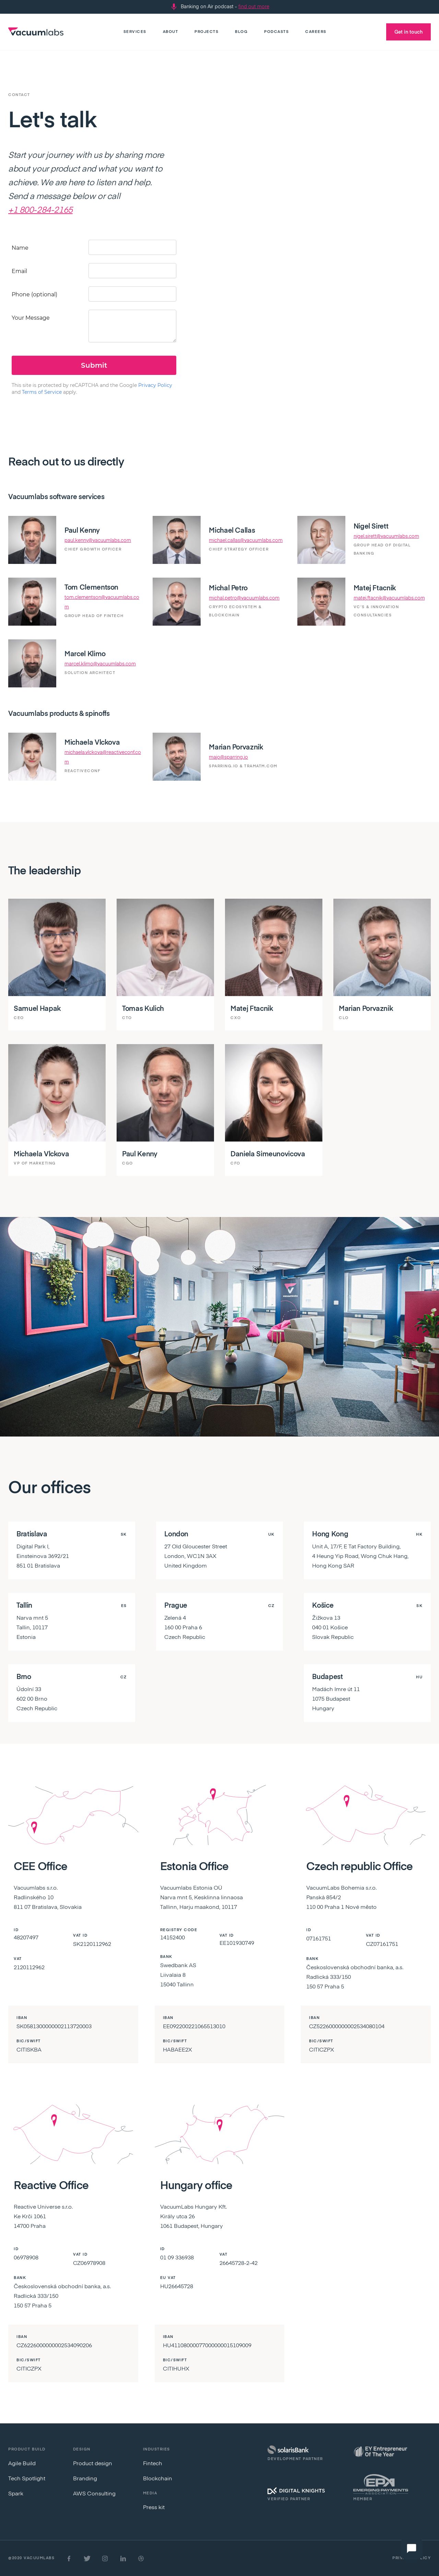 Banking on Air podcast - find out more
vacuumlabs
SERVICES
ABOUT
PROJECTS
BLOG
PODCASTS
CAREERS
Get in touch
CONTACT
Let's talk
Start your journey with us by sharing more
about your product and what you want to
achieve. We are here to listen and help.
Send a message below or call
+1 800-284-2165
Name
Email
Phone (optional)
Your Message
Submit
This site is protected by reCAPTCHA and the Google Privacy Policy
and Terms of Service apply.
Reach out to us directly
Vacuumlabs software services
Paul Kenny
paul.kenny@vacuumlabs.com
CHIEF GROWTH OFFICER
Michael Callas
michael.callas@vacuumlabs.com
CHIEF STRATEGY OFFICER
Nigel Sirett
nigel.sirett@vacuumlabs.com
GROUP HEAD OF DIGITAL
BANKING
Tom Clementson
tom.clementson@vacuumlabs.co
m
GROUP HEAD OF FINTECH
Michal Petro
michal.petro@vacuumlabs.com
CRYPTO ECOSYSTEM &
BLOCKCHAIN
Matej Ftacnik
matej.ftacnik@vacuumlabs.com
VC'S & INNOVATION
CONSULTANCIES
Marcel Klimo
marcel.klimo@vacuumlabs.com
SOLUTION ARCHITECT
Vacuumlabs products & spinoffs
Michaela Vlckova
michaela.vlckova@reactiveconf.co
m
REACTIVECONF
Marian Porvaznik
majo@sparring.io
SPARRING.IO & TRAMATM.COM
The leadership
Samuel Hapak
CEO
Tomas Kulich
CTO
Matej Ftacnik
CXO
Marian Porvaznik
CLO
Michaela Vlckova
VP OF MARKETING
Paul Kenny
CGO
Daniela Simeunovicova
CFO
Our offices
Bratislava SK
Digital Park I,
Einsteinova 3692/21
851 01 Bratislava
London UK
27 Old Gloucester Street
London, WC1N 3AX
United Kingdom
Hong Kong HK
Unit A, 17/F, E Tat Factory Building,
4 Heung Yip Road, Wong Chuk Hang,
Hong Kong SAR
Tallin ES
Narva mnt 5
Tallin, 10117
Estonia
Prague CZ
Zelená 4
160 00 Praha 6
Czech Republic
Košice SK
Žižkova 13
040 01 Košice
Slovak Republic
Brno CZ
Údolní 33
602 00 Brno
Czech Republic
Budapest HU
Madách Imre út 11
1075 Budapest
Hungary
CEE Office
Vacuumlabs s.r.o.
Radlinského 10
811 07 Bratislava, Slovakia
ID
48207497
VAT ID
SK2120112962
VAT
2120112962
IBAN
SK0581300000002113720003
BIC/SWIFT
CITISKBA
Estonia Office
Vacuumlabs Estonia OÜ
Narva mnt 5, Kesklinna linnaosa
Tallinn, Harju maakond, 10117
REGISTRY CODE
14152400
VAT ID
EE101930749
BANK
Swedbank AS
Liivalaia 8
15040 Tallinn
IBAN
EE092200221065513010
BIC/SWIFT
HABAEE2X
Czech republic Office
VacuumLabs Bohemia s.r.o.
Panská 854/2
110 00 Praha 1 Nové město
ID
07161751
VAT ID
CZ07161751
BANK
Československá obchodní banka, a.s.
Radlická 333/150
150 57 Praha 5
IBAN
CZ5226000000002534080104
BIC/SWIFT
CITICZPX
Reactive Office
Reactive Universe s.r.o.
Ke Krči 1061
14700 Praha
ID
06978908
VAT ID
CZ06978908
BANK
Československá obchodní banka, a.s.
Radlická 333/150
150 57 Praha 5
IBAN
CZ6226000000002534090206
BIC/SWIFT
CITICZPX
Hungary office
VacuumLabs Hungary Kft.
Király utca 26
1061 Budapest, Hungary
ID
01 09 336938
VAT
26645728-2-42
EU VAT
HU26645728
IBAN
HU41108000077000000015109009
BIC/SWIFT
CITIHUHX
PRODUCT BUILD
Agile Build
Tech Spotlight
Spark
DESIGN
Product design
Branding
AWS Consulting
INDUSTRIES
Fintech
Blockchain
MEDIA
Press kit
solarisBank
DEVELOPMENT PARTNER
EY Entrepreneur
Of The Year
DIGITAL KNIGHTS
VERIFIED PARTNER
EPA
EMERGING PAYMENTS
ASSOCIATION
MEMBER
©2020 VACUUMLABS